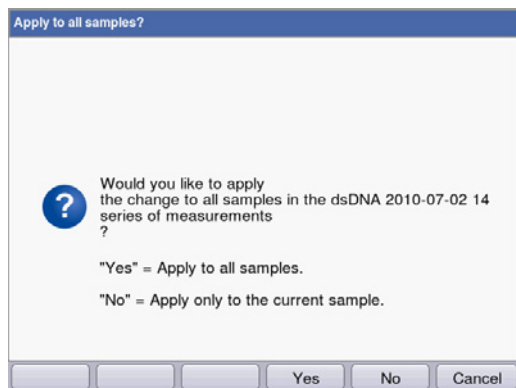 Apply to all samples?
?
Would you like to apply
the change to all samples in the dsDNA 2010-07-02 14
series of measurements
?
"Yes" = Apply to all samples.
"No" = Apply only to the current sample.
Yes No Cancel